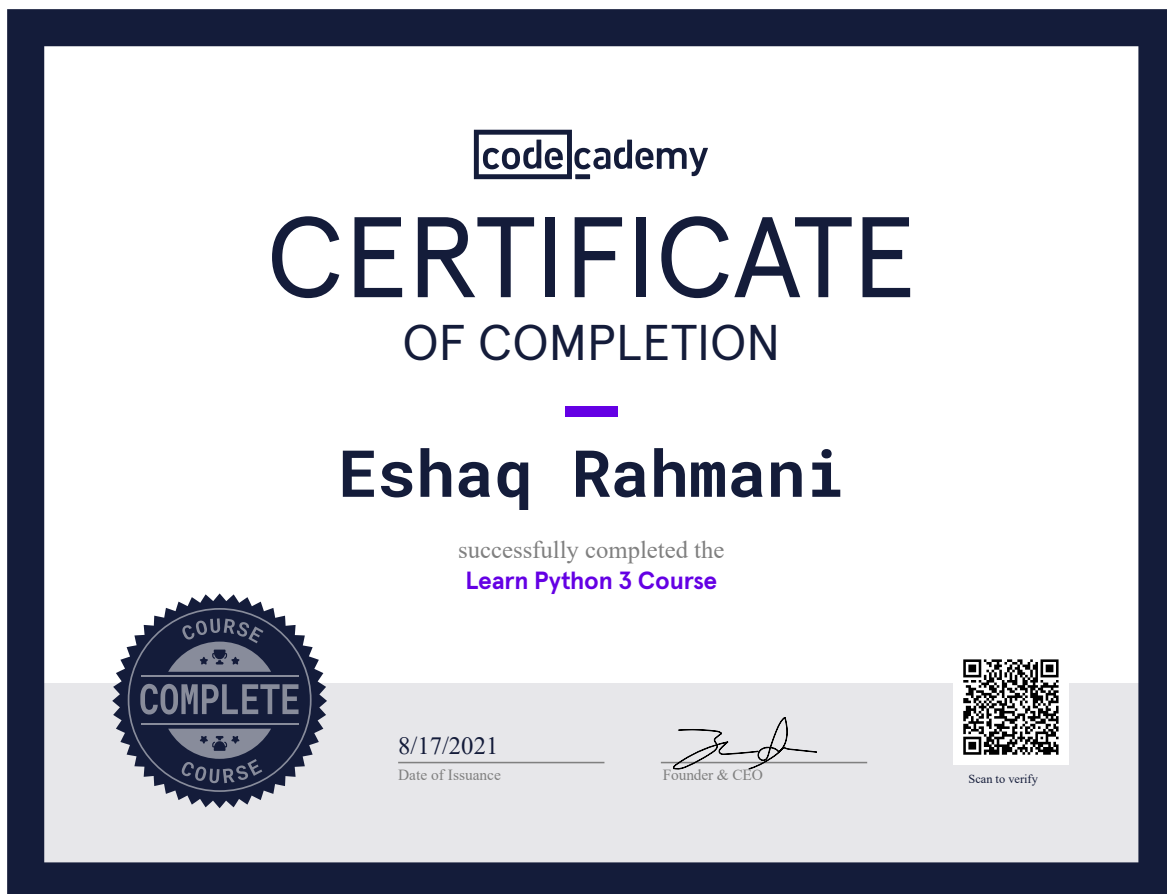 codecademy
CERTIFICATE
OF COMPLETION
Eshaq Rahmani
successfully completed the
Learn Python 3 Course
COURSE
COMPLETE
COURSE
8/17/2021
Date of Issuance
Founder & CEO
Scan to verify